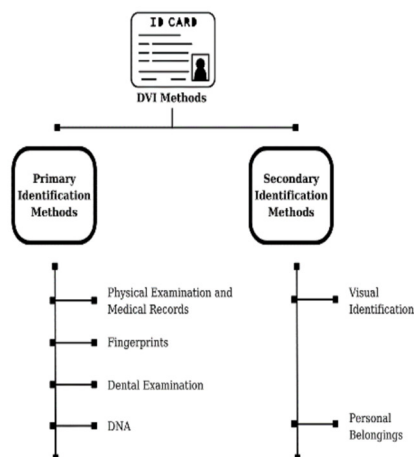 ID CARD
DVI Methods
Primary
Identification
Methods
Secondary
Identification
Methods
Physical Examination and
Medical Records
Fingerprints
Dental Examination
DNA
Visual
Identification
Personal
Belongings